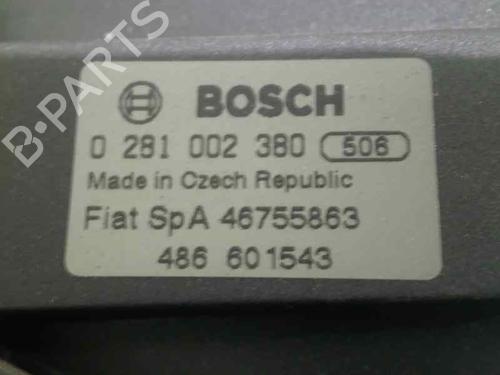 BOSCH
0 281 002 380 506
Made in Czech Republic
Fiat SpA 46755863
486 601543
B-PARTS